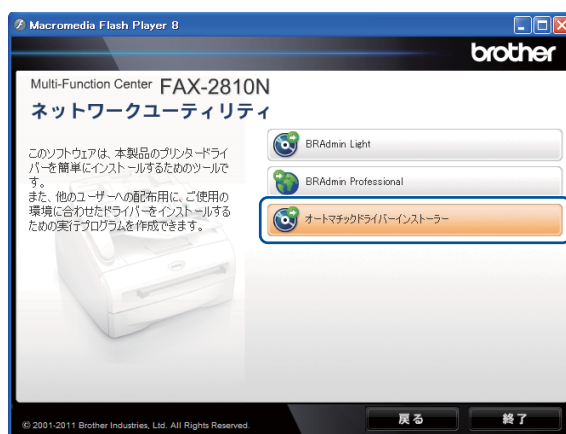 Macromedia Flash Player 8
brother
Multi-Function Center FAX-2810N
ネットワークユーティリティ
このソフトウェアは、本製品のプリンタードライ
バーを簡単にインストールするためのツールで
す。
また、他のユーザーへの配布用に、ご使用の
環境に合わせたドライバーをインストールする
ための実行プログラムを作成できます。
BRAdmin Light
BRAdmin Professional
オートマチックドライバーインストーラー
© 2001-2011 Brother Industries, Ltd. All Rights Reserved.
戻る
終了